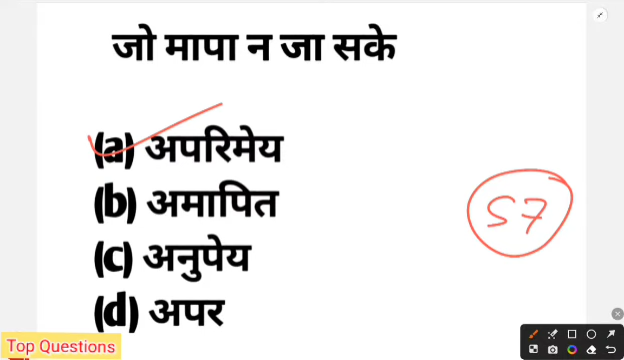 जो मापा न जा सके
(a) अपरिमेय
(b) अमापित
57
(c) अनुपेय
(d) अपर
Top Questions